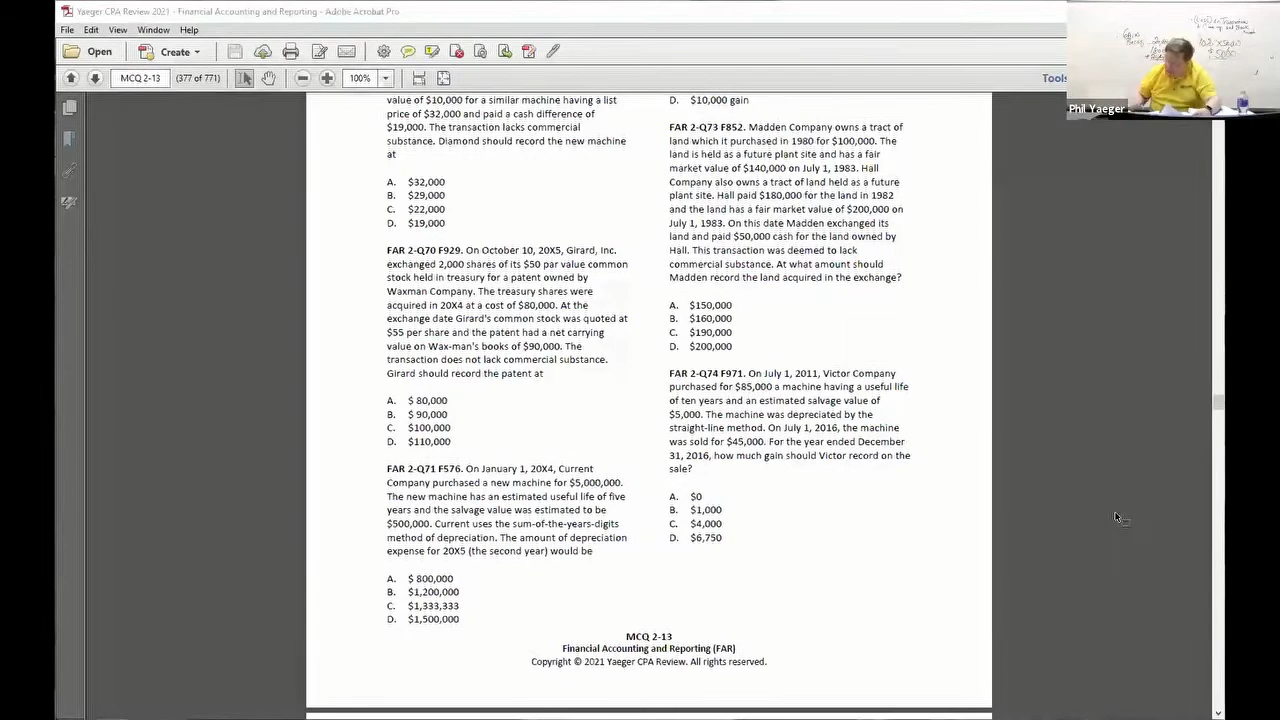 Yaeger CPA Review 2021 - Financial Accounting and Reporting - Adobe Acrobat Pro
File Edit View Window Help
Open Create
MCQ 2-13 (377 of 771) 100% Tools
Phil Yaeger
value of $10,000 for a similar machine having a list
price of $32,000 and paid a cash difference of
$19,000. The transaction lacks commercial
substance. Diamond should record the new machine
at
A. $32,000
B. $29,000
C. $22,000
D. $19,000
FAR 2-Q70 F929. On October 10, 20X5, Girard, Inc.
exchanged 2,000 shares of its $50 par value common
stock held in treasury for a patent owned by
Waxman Company. The treasury shares were
acquired in 20X4 at a cost of $80,000. At the
exchange date Girard's common stock was quoted at
$55 per share and the patent had a net carrying
value on Wax-man's books of $90,000. The
transaction does not lack commercial substance.
Girard should record the patent at
A. $ 80,000
B. $ 90,000
C. $100,000
D. $110,000
FAR 2-Q71 F576. On January 1, 20X4, Current
Company purchased a new machine for $5,000,000.
The new machine has an estimated useful life of five
years and the salvage value was estimated to be
$500,000. Current uses the sum-of-the-years-digits
method of depreciation. The amount of depreciation
expense for 20X5 (the second year) would be
A. $ 800,000
B. $1,200,000
C. $1,333,333
D. $1,500,000
D. $10,000 gain
FAR 2-Q73 F852. Madden Company owns a tract of
land which it purchased in 1980 for $100,000. The
land is held as a future plant site and has a fair
market value of $140,000 on July 1, 1983. Hall
Company also owns a tract of land held as a future
plant site. Hall paid $180,000 for the land in 1982
and the land has a fair market value of $200,000 on
July 1, 1983. On this date Madden exchanged its
land and paid $50,000 cash for the land owned by
Hall. This transaction was deemed to lack
commercial substance. At what amount should
Madden record the land acquired in the exchange?
A. $150,000
B. $160,000
C. $190,000
D. $200,000
FAR 2-Q74 F971. On July 1, 2011, Victor Company
purchased for $85,000 a machine having a useful life
of ten years and an estimated salvage value of
$5,000. The machine was depreciated by the
straight-line method. On July 1, 2016, the machine
was sold for $45,000. For the year ended December
31, 2016, how much gain should Victor record on the
sale?
A. $0
B. $1,000
C. $4,000
D. $6,750
MCQ 2-13
Financial Accounting and Reporting (FAR)
Copyright © 2021 Yaeger CPA Review. All rights reserved.